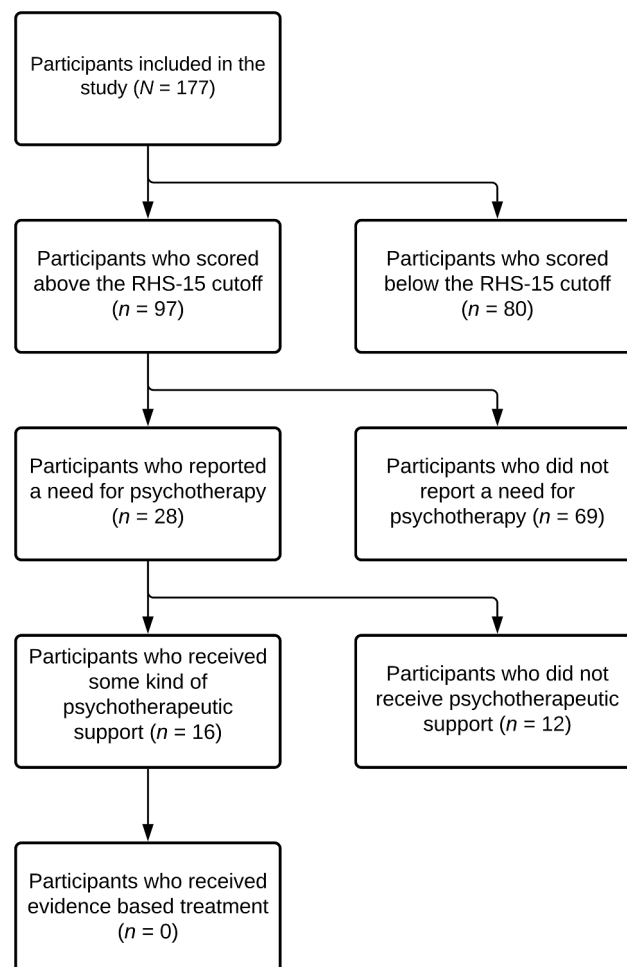 Participants included in the
study (N = 177)
Participants who scored
above the RHS-15 cutoff
(n = 97)
Participants who scored
below the RHS-15 cutoff
(n = 80)
Participants who reported
a need for psychotherapy
(n = 28)
Participants who did not
report a need for
psychotherapy (n = 69)
Participants who received
some kind of
psychotherapeutic
support (n = 16)
Participants who did not
receive psychotherapeutic
support (n = 12)
Participants who received
evidence based treatment
(n = 0)